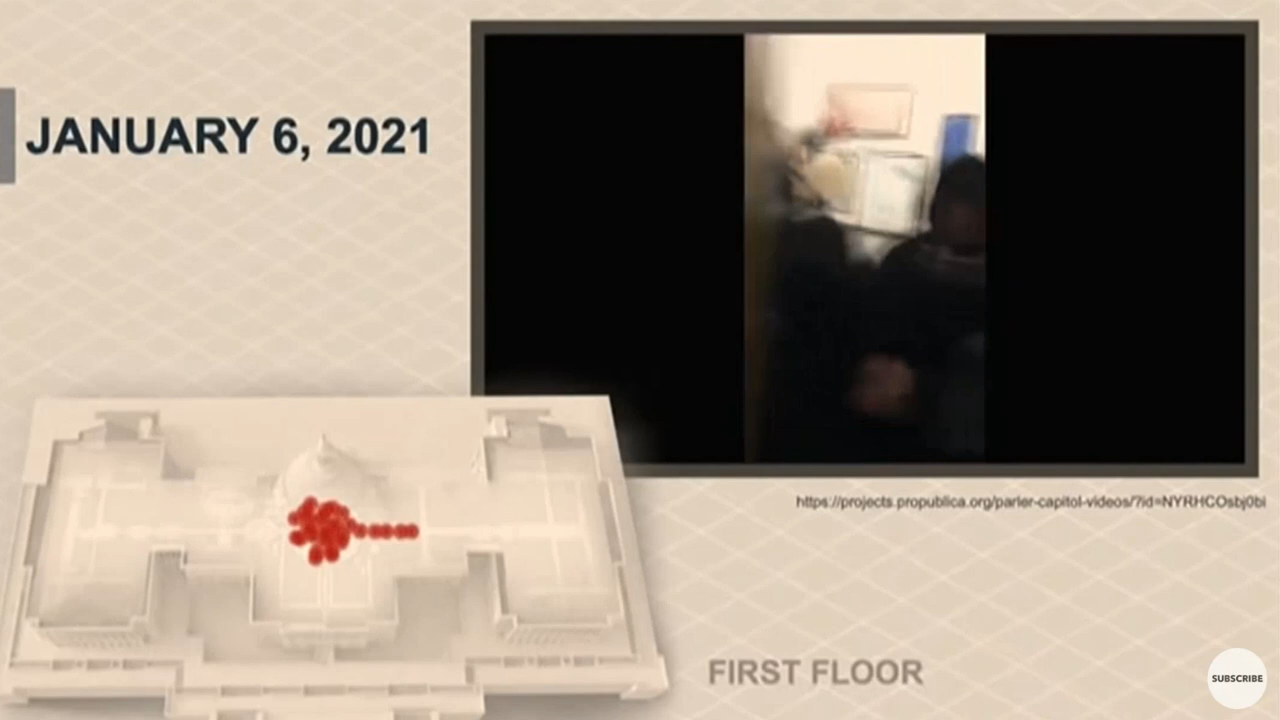 JANUARY 6, 2021
https://projects.propublica.org/parler-capitol-videos/?id=NYRHCOsbj0bi
FIRST FLOOR
SUBSCRIBE